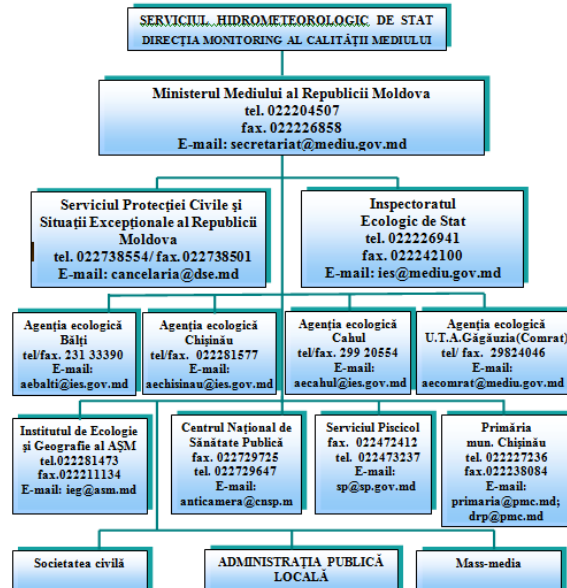 SERVICIUL HIDROMETEOROLOGIC DE STAT
DIRECȚIA MONITORING AL CALITĂȚII MEDIULUI
Ministerul Mediului al Republicii Moldova
tel. 022204507
fax. 022226858
E-mail: secretariat@mediu.gov.md
Serviciul Protecției Civile și
Situații Excepționale al Republicii
Moldova
tel. 022738554/ fax. 022738501
E-mail: cancelaria@dse.md
Inspectoratul
Ecologic de Stat
tel. 022226941
fax. 022242100
E-mail: ies@mediu.gov.md
Agenția ecologică
Bălți
tel/fax. 231 33390
E-mail:
aebalti@ies.gov.md
Agenția ecologică
Chișinău
tel/fax. 022281577
E-mail:
aechisinau@ies.gov.md
Agenția ecologică
Cahul
tel/fax. 299 20554
E-mail:
aecahul@ies.gov.md
Agenția ecologică
U.T.A.Găgăuzia(Comrat)
tel/ fax. 29824046
E-mail:
aecomrat@mediu.gov.md
Institutul de Ecologie
și Geografie al AȘM
tel.022281473
fax.022211134
E-mail: ieg@asm.md
Centrul Național de
Sănătate Publică
fax. 022729725
tel. 022729647
E-mail:
anticamera@cnsp.m
Serviciul Piscicol
fax. 022472412
tel. 022473237
E-mail:
sp@sp.gov.md
Primăria
mun. Chișinău
tel. 022227236
fax.022238084
E-mail:
primaria@pmc.md;
drp@pmc.md
Societatea civilă
ADMINISTRAȚIA PUBLICĂ
LOCALĂ
Mass-media